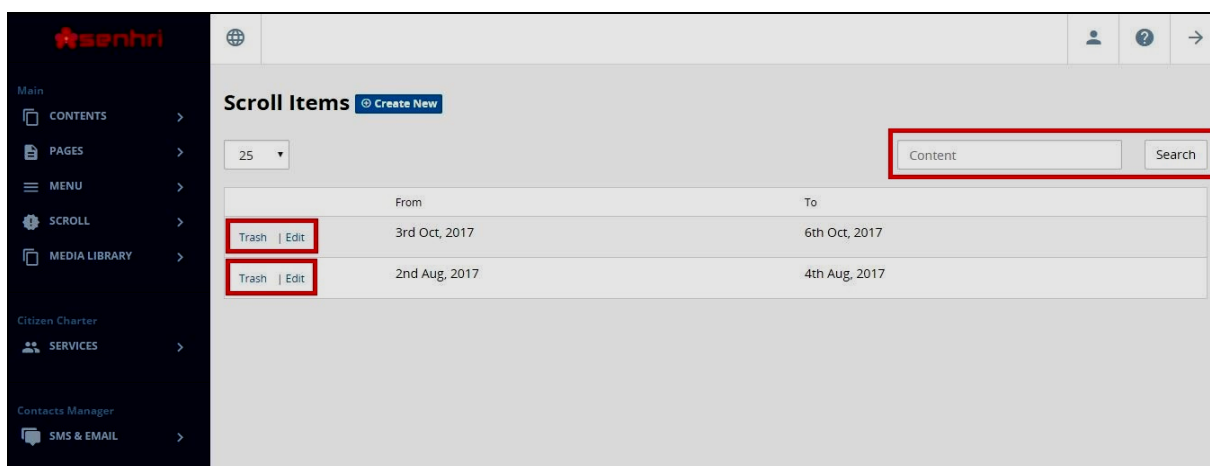 senhri
Main
CONTENTS
PAGES
MENU
SCROLL
MEDIA LIBRARY
Citizen Charter
SERVICES
Contacts Manager
SMS & EMAIL
Scroll Items Create New
25 Content Search
From To
Trash | Edit 3rd Oct, 2017 6th Oct, 2017
Trash | Edit 2nd Aug, 2017 4th Aug, 2017